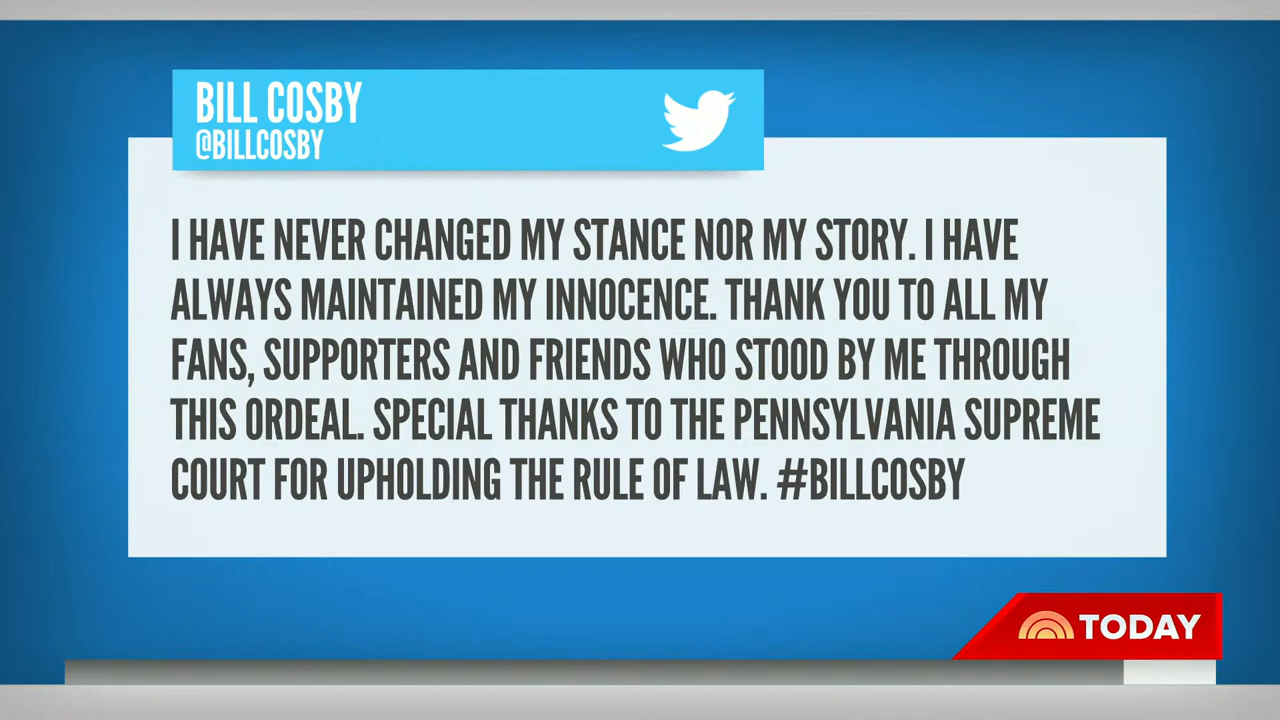 BILL COSBY
@BILLCOSBY
I HAVE NEVER CHANGED MY STANCE NOR MY STORY. I HAVE
ALWAYS MAINTAINED MY INNOCENCE. THANK YOU TO ALL MY
FANS, SUPPORTERS AND FRIENDS WHO STOOD BY ME THROUGH
THIS ORDEAL. SPECIAL THANKS TO THE PENNSYLVANIA SUPREME
COURT FOR UPHOLDING THE RULE OF LAW. #BILLCOSBY
TODAY